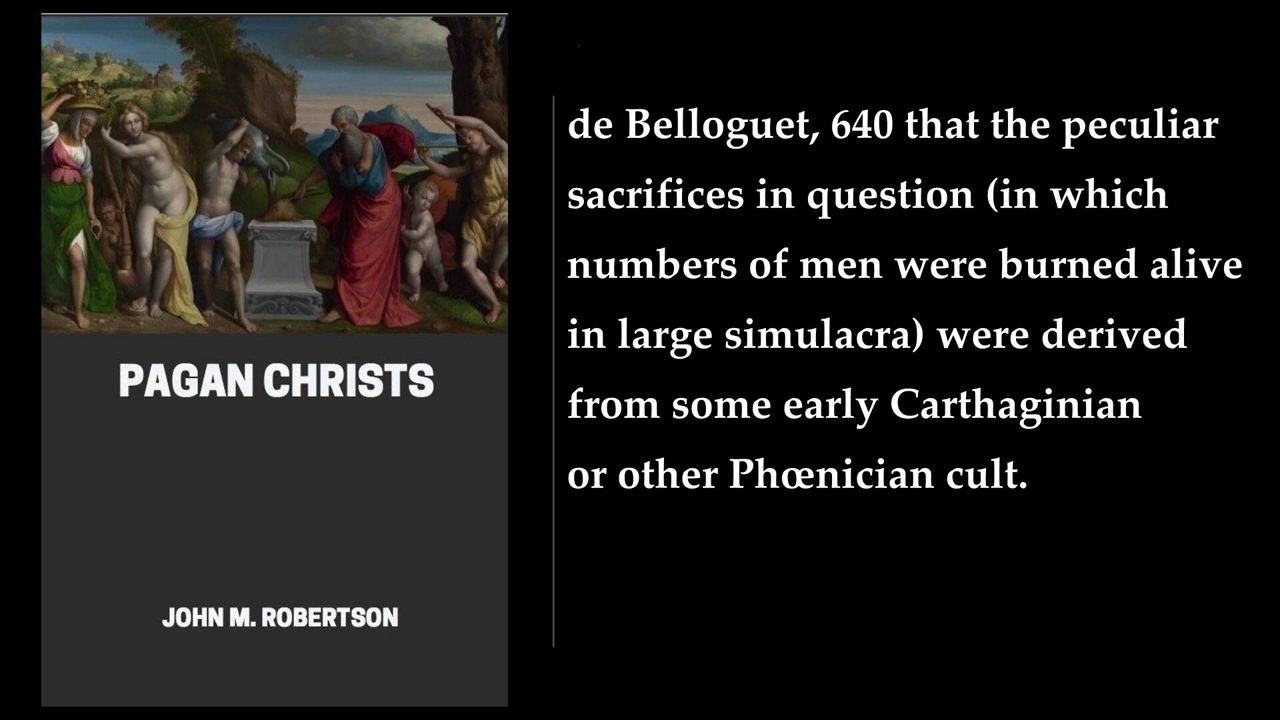 PAGAN CHRISTS
JOHN M. ROBERTSON
de Belloguet, 640 that the peculiar
sacrifices in question (in which
numbers of men were burned alive
in large simulacra) were derived
from some early Carthaginian
or other Phœnician cult.